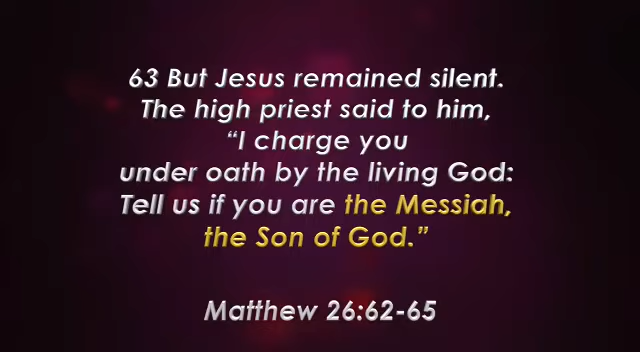 63 But Jesus remained silent.
The high priest said to him,
“I charge you
under oath by the living God:
Tell us if you are the Messiah,
the Son of God.”
Matthew 26:62-65